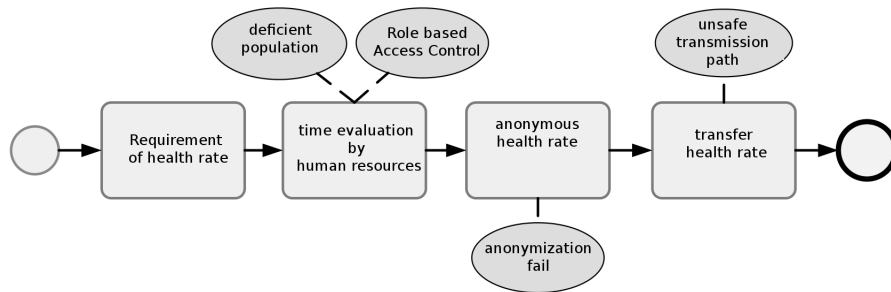 deficient
population
Role based
Access Control
unsafe
transmission
path
Requirement
of health rate
time evaluation
by
human resources
anonymous
health rate
transfer
health rate
anonymization
fail